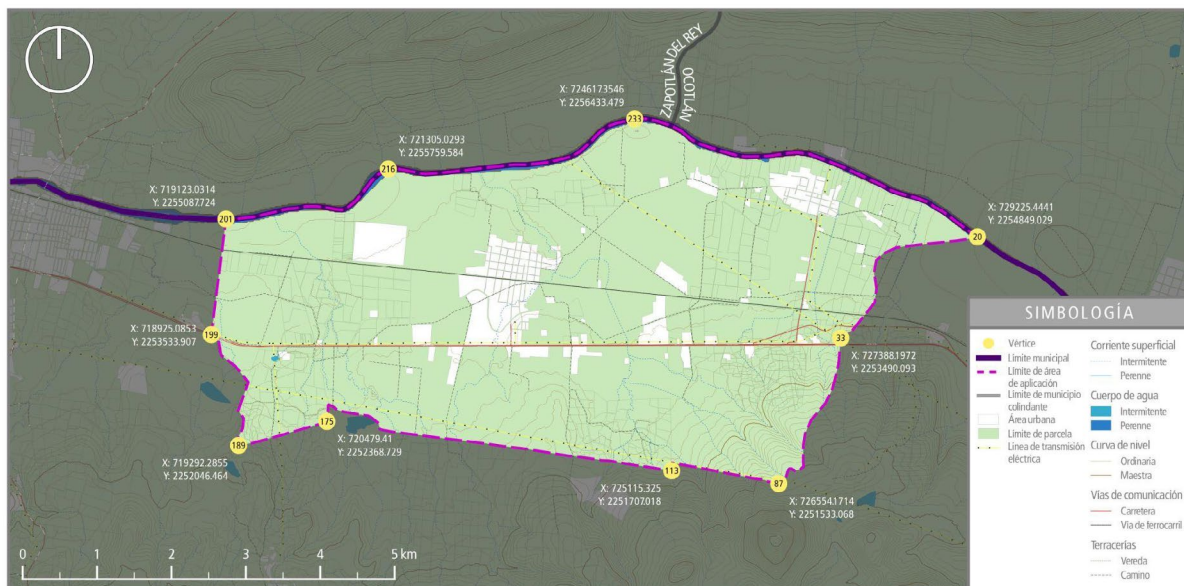 ZAPOTLÁN DEL REY
OCOTLÁN
X: 724617.3546
Y: 2256433.479
233
X: 721305.0293
Y: 2255759.584
216
X: 719123.0314
Y: 2255087.724
201
X: 729225.4441
Y: 2254849.029
20
X: 718925.0853
Y: 2253533.907
199
33
X: 727388.1972
Y: 2253490.093
175
X: 720479.41
Y: 2252368.729
189
X: 719292.2855
Y: 2252046.464
113
X: 725115.325
Y: 2251707.018
87
X: 726554.1714
Y: 2251533.068
0 1 2 3 4 5 km
SIMBOLOGÍA
Vértice
Límite municipal
Límite de área
de aplicación
Límite de municipio
colindante
Área urbana
Límite de parcela
Línea de transmisión
eléctrica
Corriente superficial
Intermitente
Perenne
Cuerpo de agua
Intermitente
Perenne
Curva de nivel
Ordinaria
Maestra
Vías de comunicación
Carretera
Vía de ferrocarril
Terracerías
Vereda
Camino